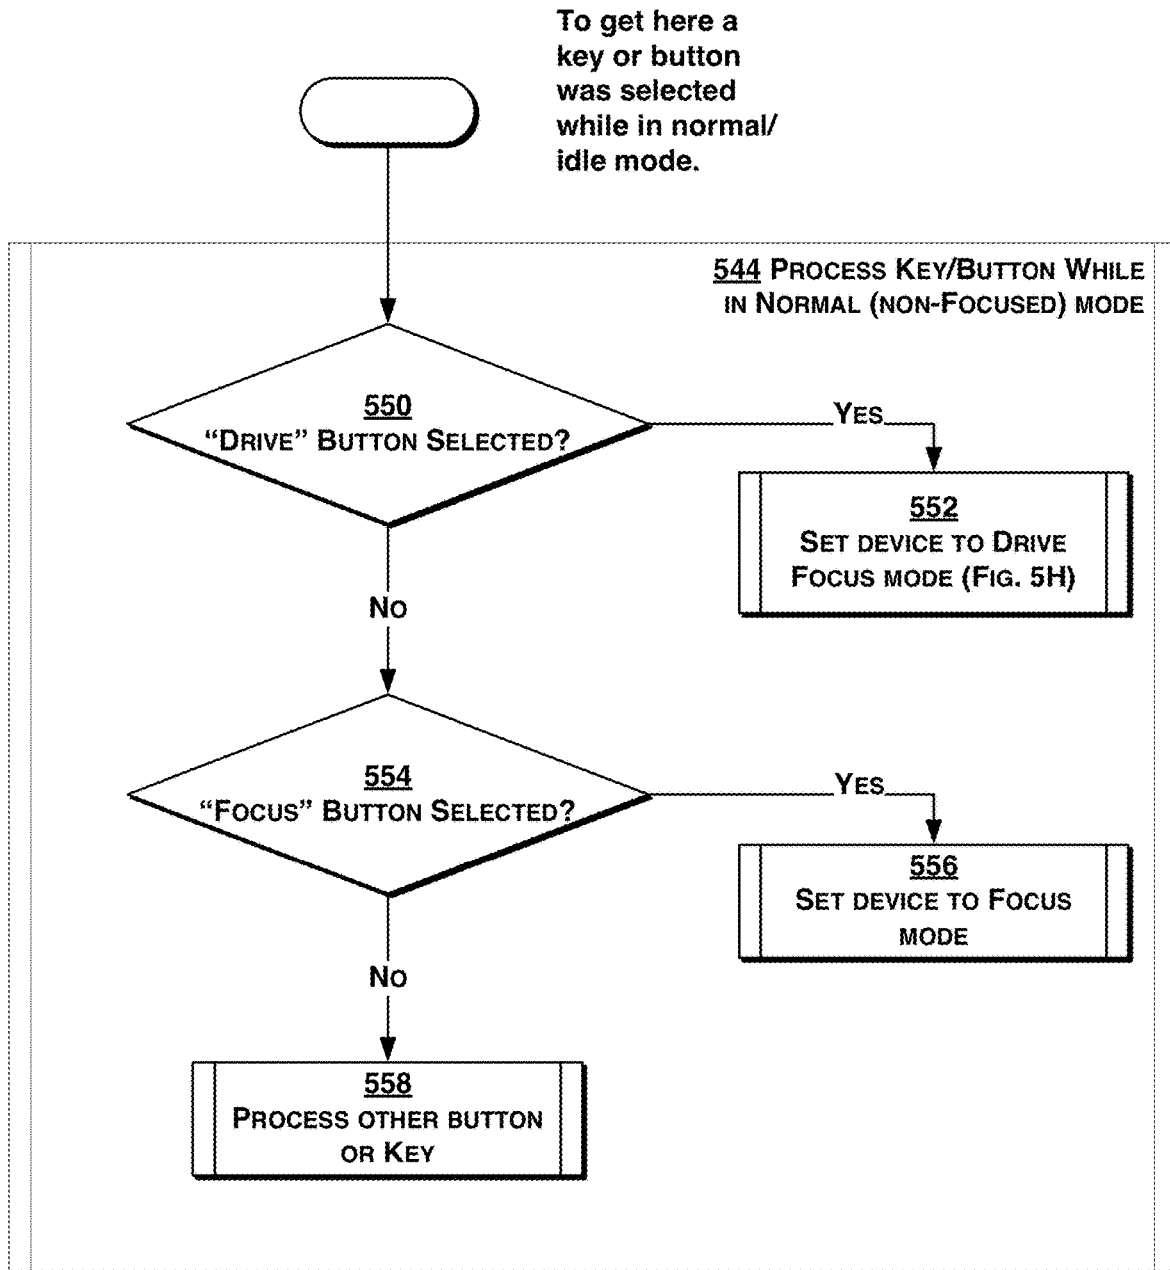 To get here a
key or button
was selected
while in normal/
idle mode.
544 Process Key/Button While
in Normal (non-Focused) mode
550
“Drive” Button Selected?
Yes
552
Set device to Drive
Focus mode (Fig. 5H)
No
554
“Focus” Button Selected?
Yes
556
Set device to Focus
mode
No
558
Process other button
or Key